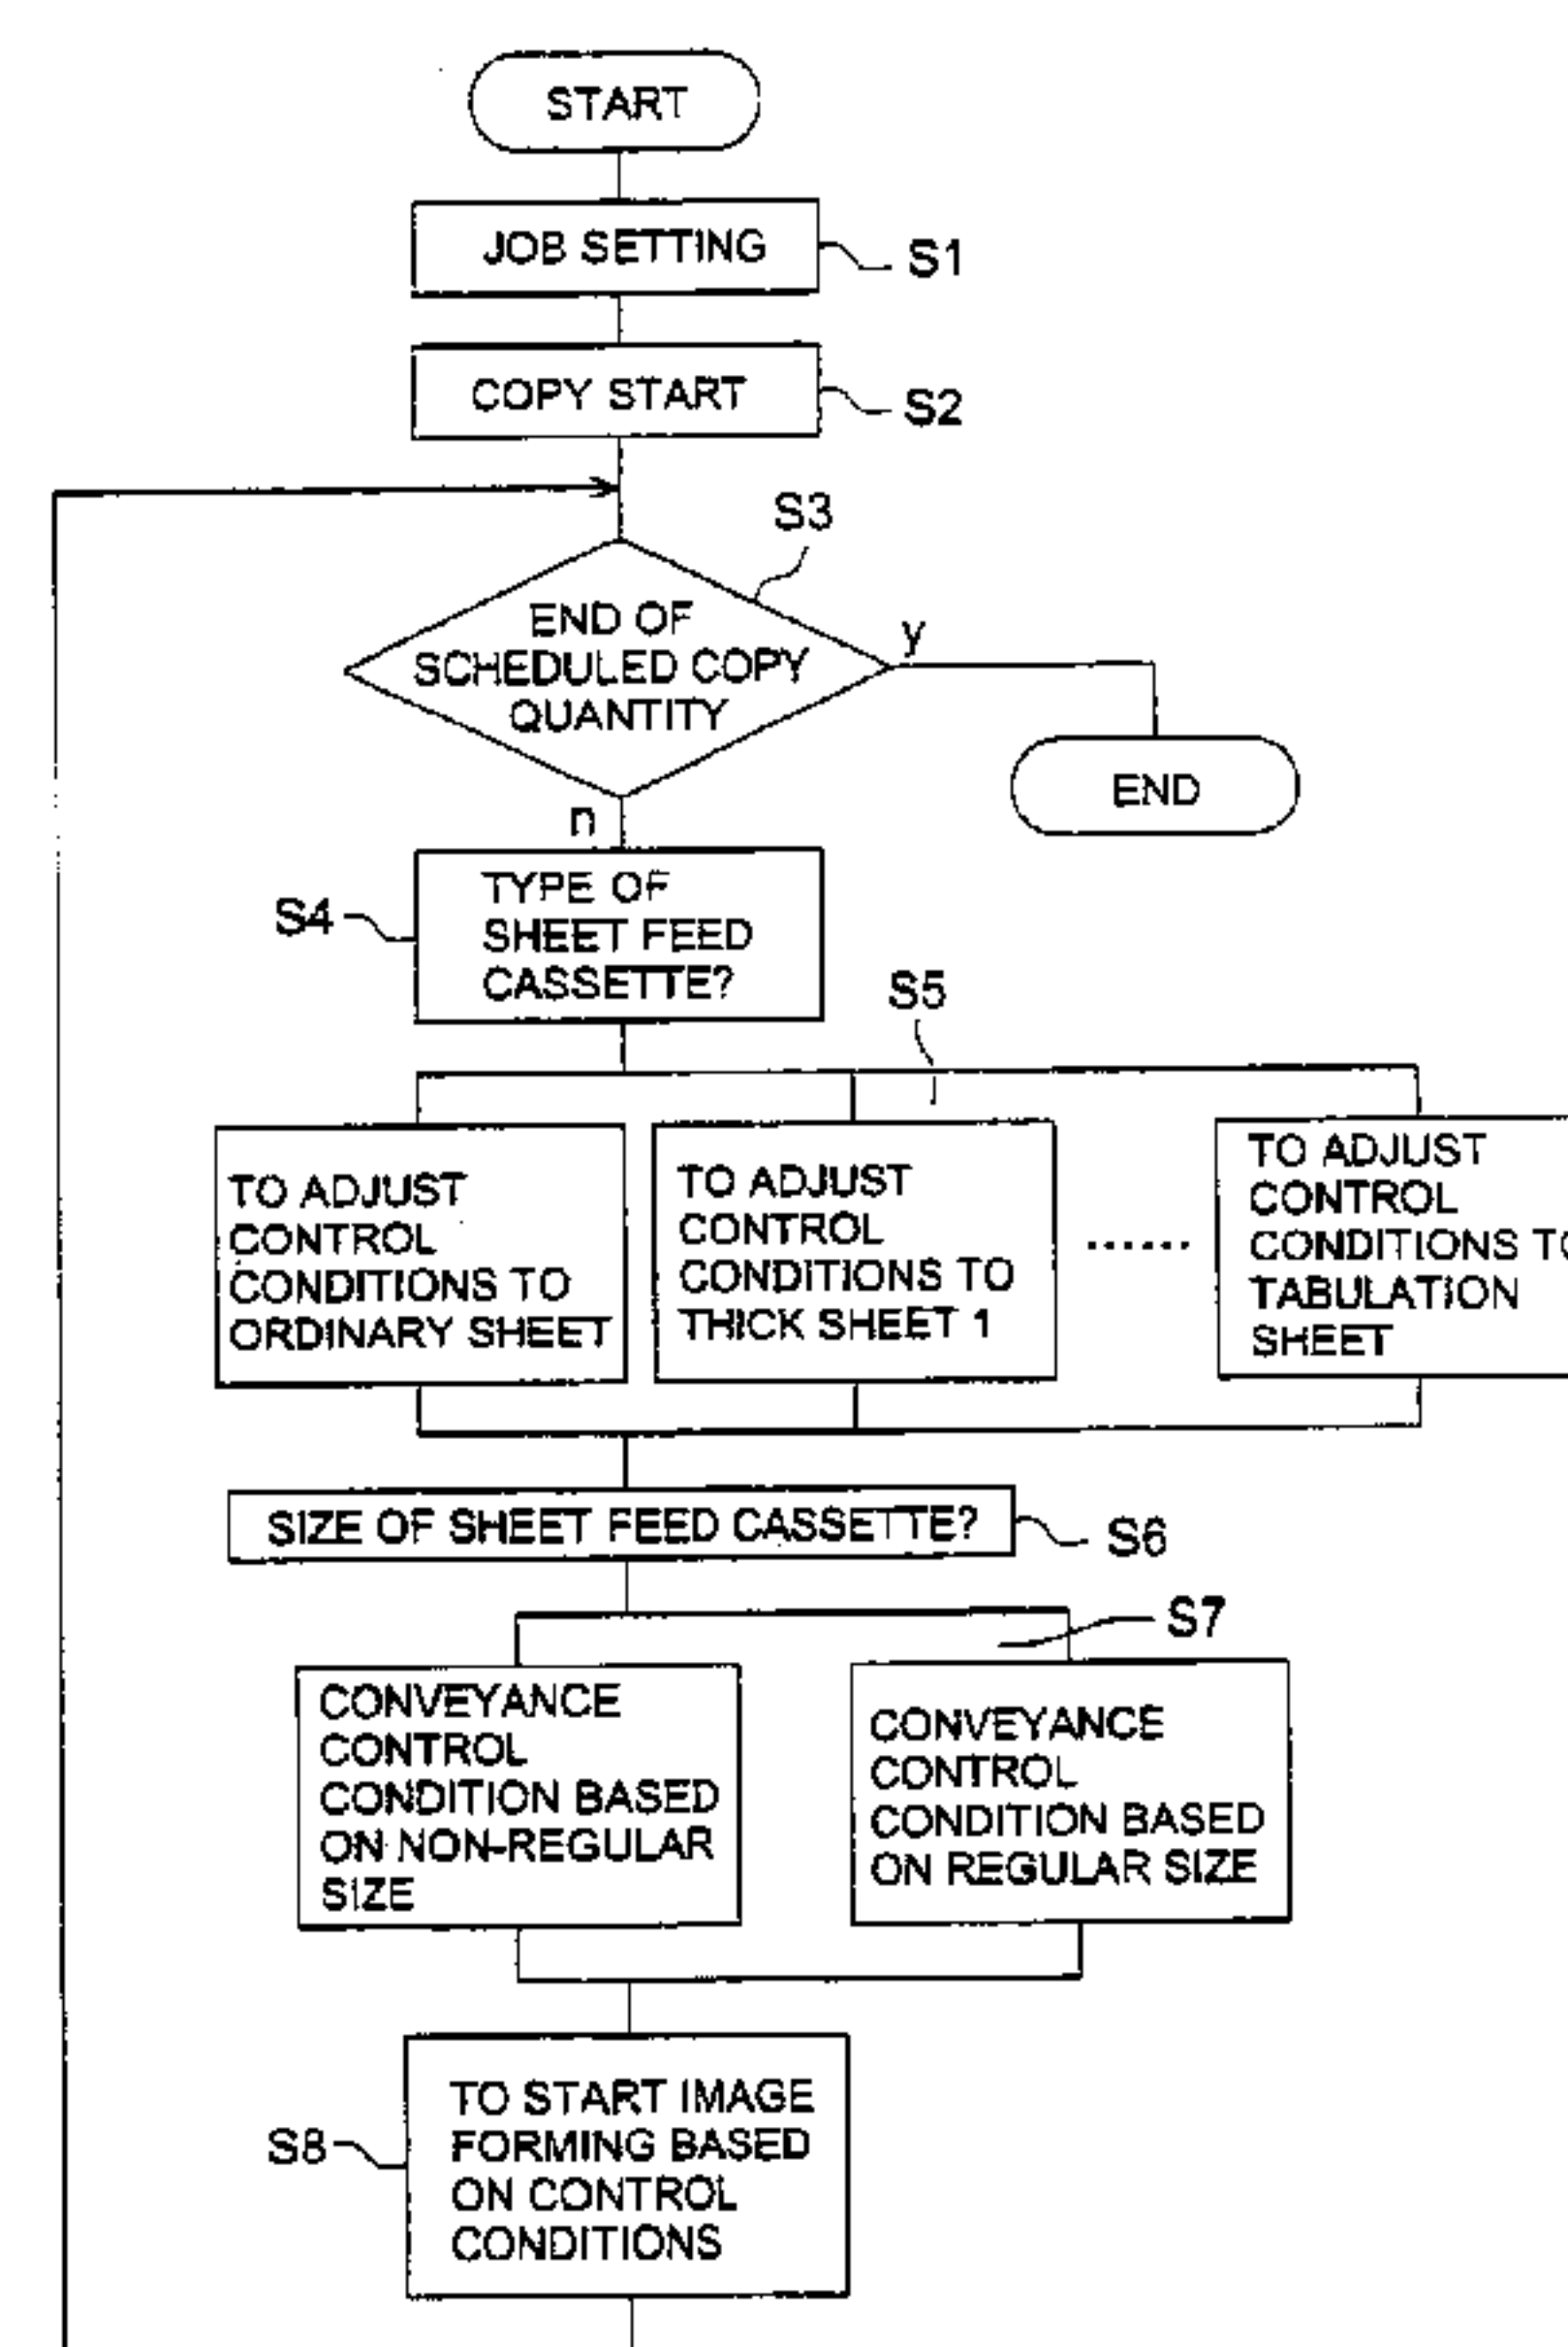 START
JOB SETTING
S1
COPY START
S2
S3
END OF
SCHEDULED COPY
QUANTITY
y
END
n
S4
TYPE OF
SHEET FEED
CASSETTE?
S5
TO ADJUST
CONTROL
CONDITIONS TO
ORDINARY SHEET
TO ADJUST
CONTROL
CONDITIONS TO
THICK SHEET 1
......
TO ADJUST
CONTROL
CONDITIONS TO
TABULATION
SHEET
SIZE OF SHEET FEED CASSETTE?
S6
S7
CONVEYANCE
CONTROL
CONDITION BASED
ON NON-REGULAR
SIZE
CONVEYANCE
CONTROL
CONDITION BASED
ON REGULAR SIZE
S8
TO START IMAGE
FORMING BASED
ON CONTROL
CONDITIONS